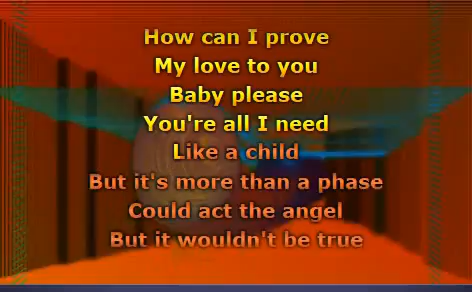 How can I prove
My love to you
Baby please
You're all I need
Like a child
But it's more than a phase
Could act the angel
But it wouldn't be true